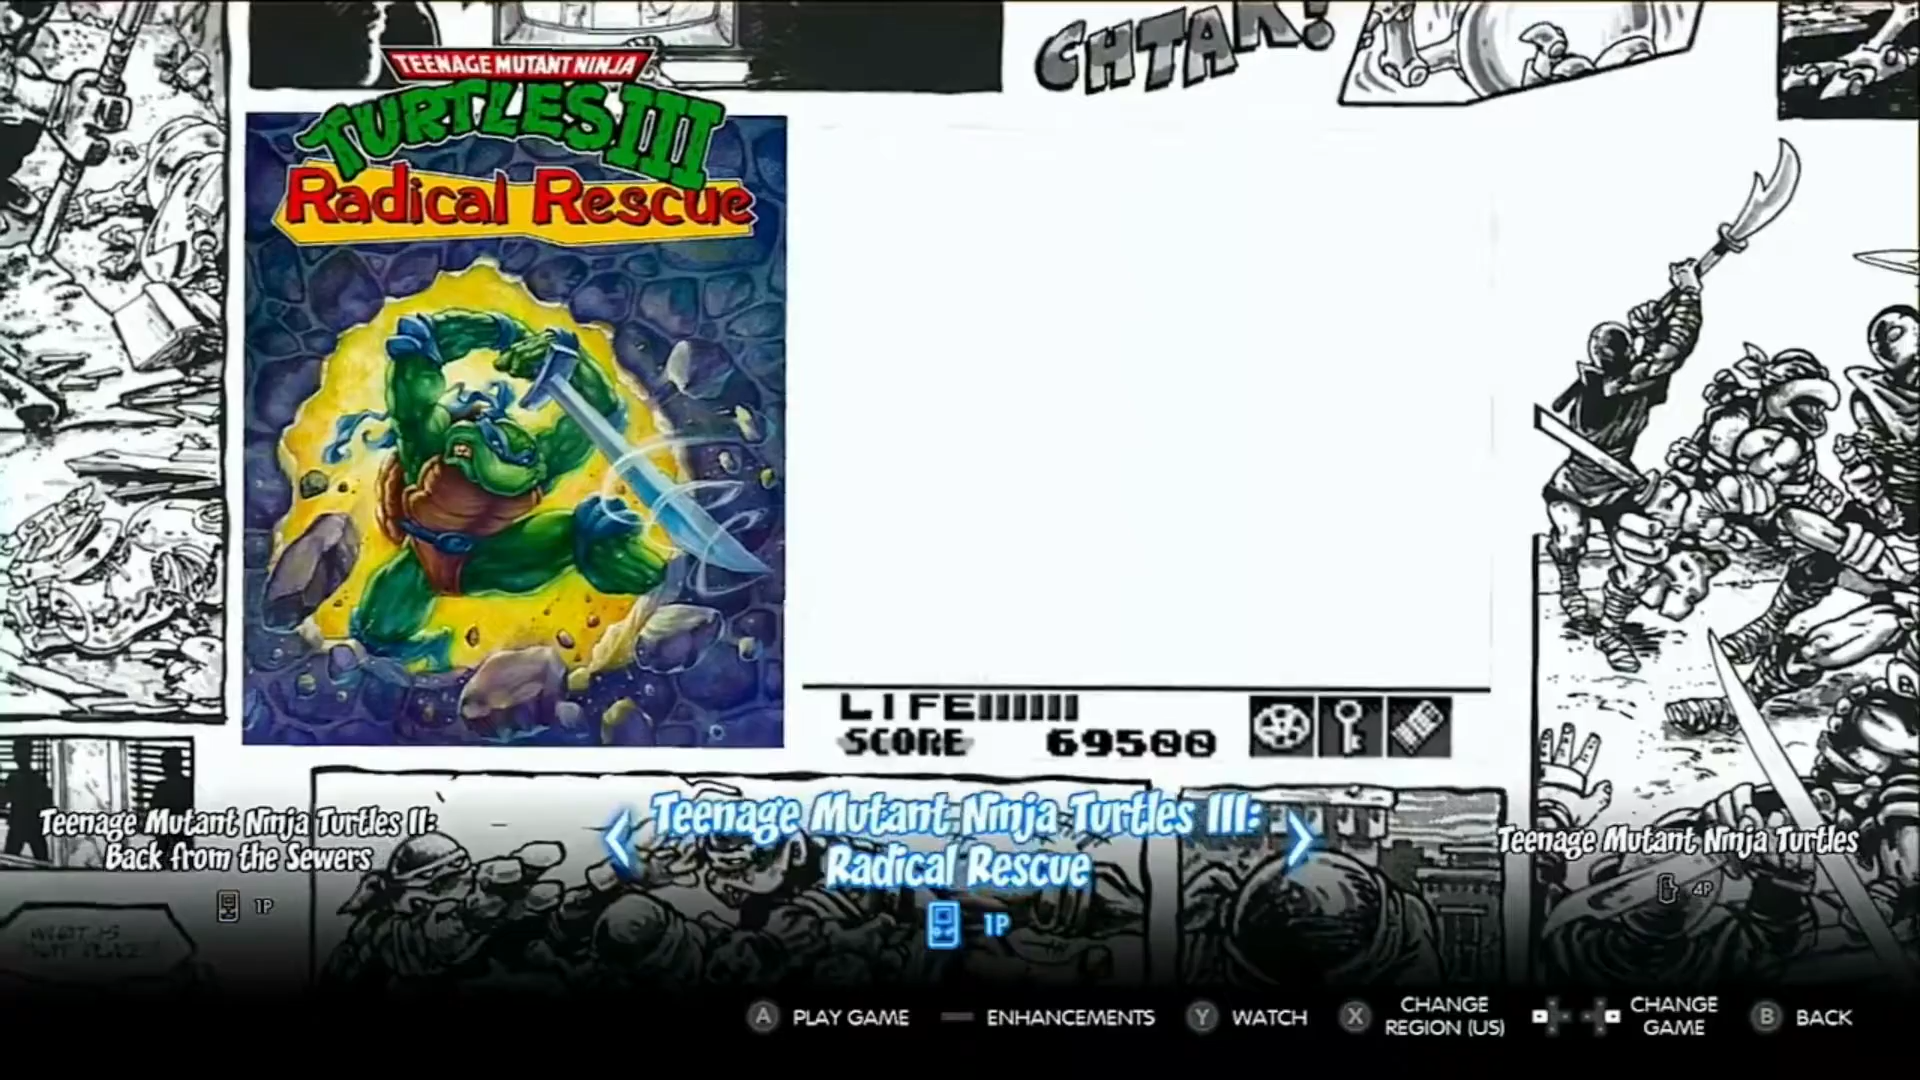 CHTAK!
TEENAGE MUTANT NINJA
TURTLES III
Radical Rescue
LIFE
SCORE 69500
Teenage Mutant Ninja Turtles II:
Back from the Sewers
1P
Teenage Mutant Ninja Turtles III:
Radical Rescue
1P
Teenage Mutant Ninja Turtles
4P
WHAT IS
A PLAY GAME
ENHANCEMENTS
Y WATCH
X CHANGE
REGION (US)
CHANGE
GAME
B BACK